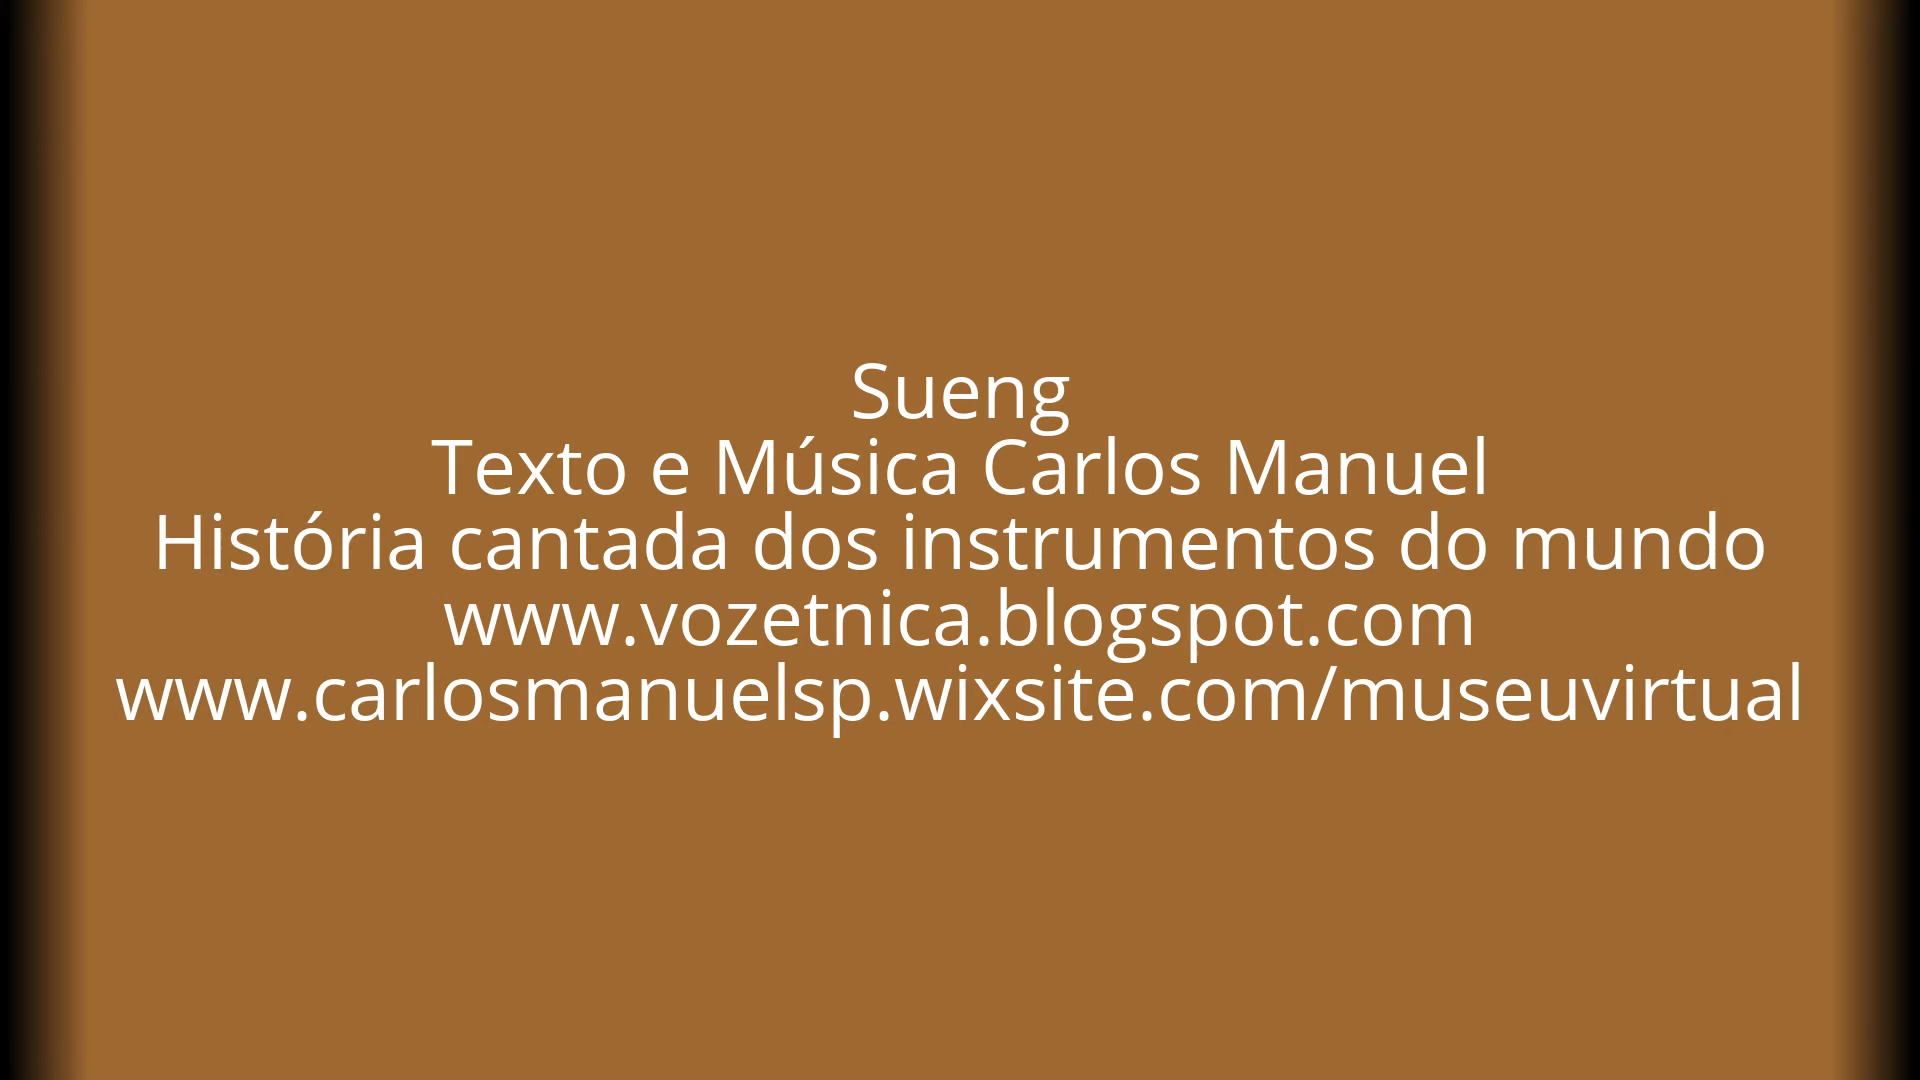 Sueng
Texto e Música Carlos Manuel
História cantada dos instrumentos do mundo
www.vozetnica.blogspot.com
www.carlosmanuelsp.wixsite.com/museuvirtual